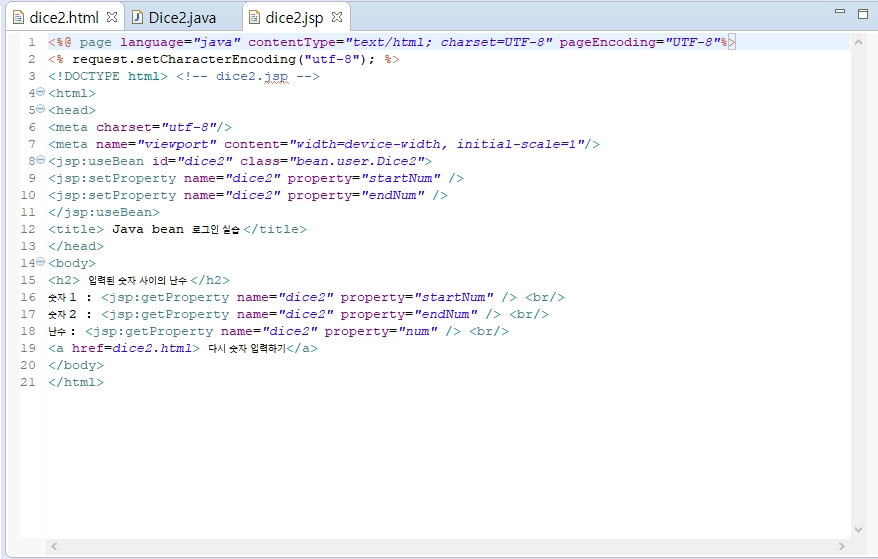 dice2.html Dice2.java dice2.jsp
1 <%@ page language="java" contentType="text/html; charset=UTF-8" pageEncoding="UTF-8"%>
2 <% request.setCharacterEncoding("utf-8"); %>
3 <!DOCTYPE html> <!-- dice2.jsp -->
4 <html>
5 <head>
6 <meta charset="utf-8"/>
7 <meta name="viewport" content="width=device-width, initial-scale=1"/>
8 <jsp:useBean id="dice2" class="bean.user.Dice2">
9 <jsp:setProperty name="dice2" property="startNum" />
10 <jsp:setProperty name="dice2" property="endNum" />
11 </jsp:useBean>
12 <title> Java bean 로그인 실습</title>
13 </head>
14 <body>
15 <h2> 입력된 숫자 사이의 난수</h2>
16 숫자1 : <jsp:getProperty name="dice2" property="startNum" /> <br/>
17 숫자2 : <jsp:getProperty name="dice2" property="endNum" /> <br/>
18 난수: <jsp:getProperty name="dice2" property="num" /> <br/>
19 <a href=dice2.html> 다시 숫자 입력하기</a>
20 </body>
21 </html>